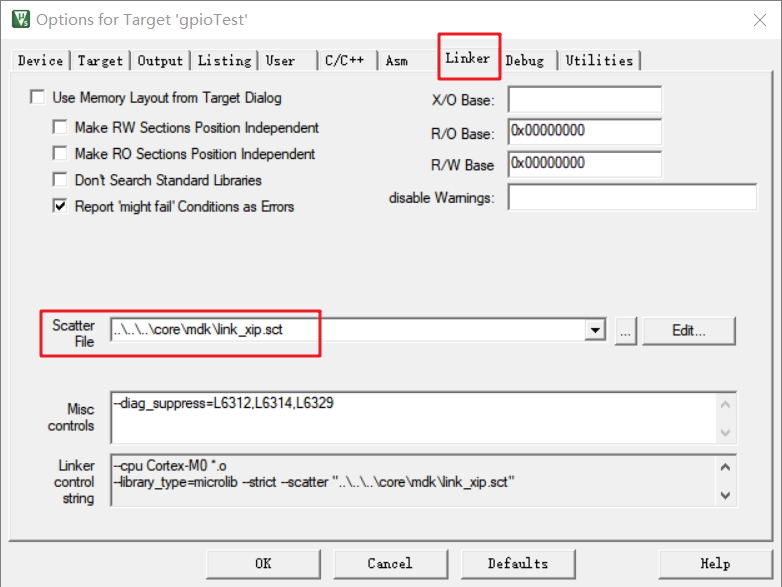 Options for Target 'gpioTest'
Device Target Output Listing User C/C++ Asm Linker Debug Utilities
Use Memory Layout from Target Dialog
Make RW Sections Position Independent
Make RO Sections Position Independent
Don't Search Standard Libraries
Report 'might fail' Conditions as Errors
X/O Base:
R/O Base: 0x00000000
R/W Base 0x00000000
disable Warnings:
Scatter
File
..\..\..\core\mdk\link_xip.sct
...
Edit...
Misc
controls
--diag_suppress=L6312,L6314,L6329
Linker
control
string
--cpu Cortex-M0 *.o
--library_type=microlib --strict --scatter "..\..\..\core\mdk\link_xip.sct"
OK Cancel Defaults Help